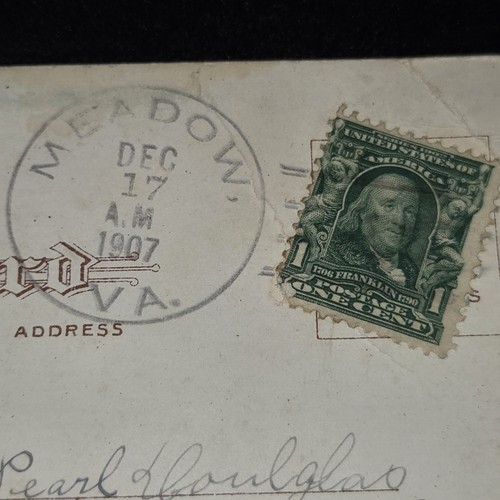 MEADOW,
DEC
17
A.M
1907
VA.
UNITED STATES OF
AMERICA
1706 FRANKLIN 1790
1 POSTAGE 1
ONE CENT
ADDRESS
Pearl Doulglas